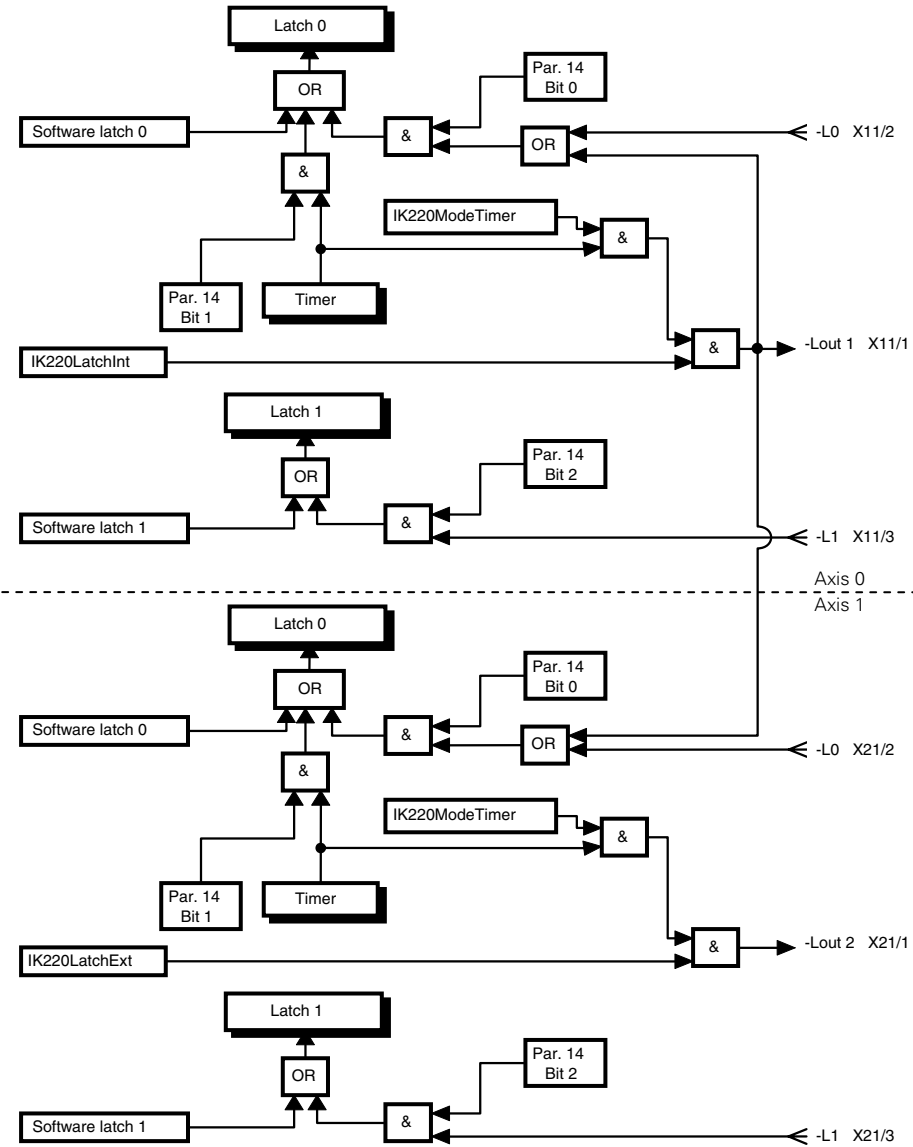 Latch 0
OR
Par. 14
Bit 0
Software latch 0
&
OR
-L0 X11/2
&
IK220ModeTimer
&
Par. 14
Bit 1
Timer
IK220LatchInt
&
-Lout 1 X11/1
Latch 1
OR
Par. 14
Bit 2
Software latch 1
&
-L1 X11/3
Axis 0
Axis 1
Latch 0
OR
Par. 14
Bit 0
Software latch 0
&
OR
-L0 X21/2
&
IK220ModeTimer
&
Par. 14
Bit 1
Timer
IK220LatchExt
&
-Lout 2 X21/1
Latch 1
OR
Par. 14
Bit 2
Software latch 1
&
-L1 X21/3